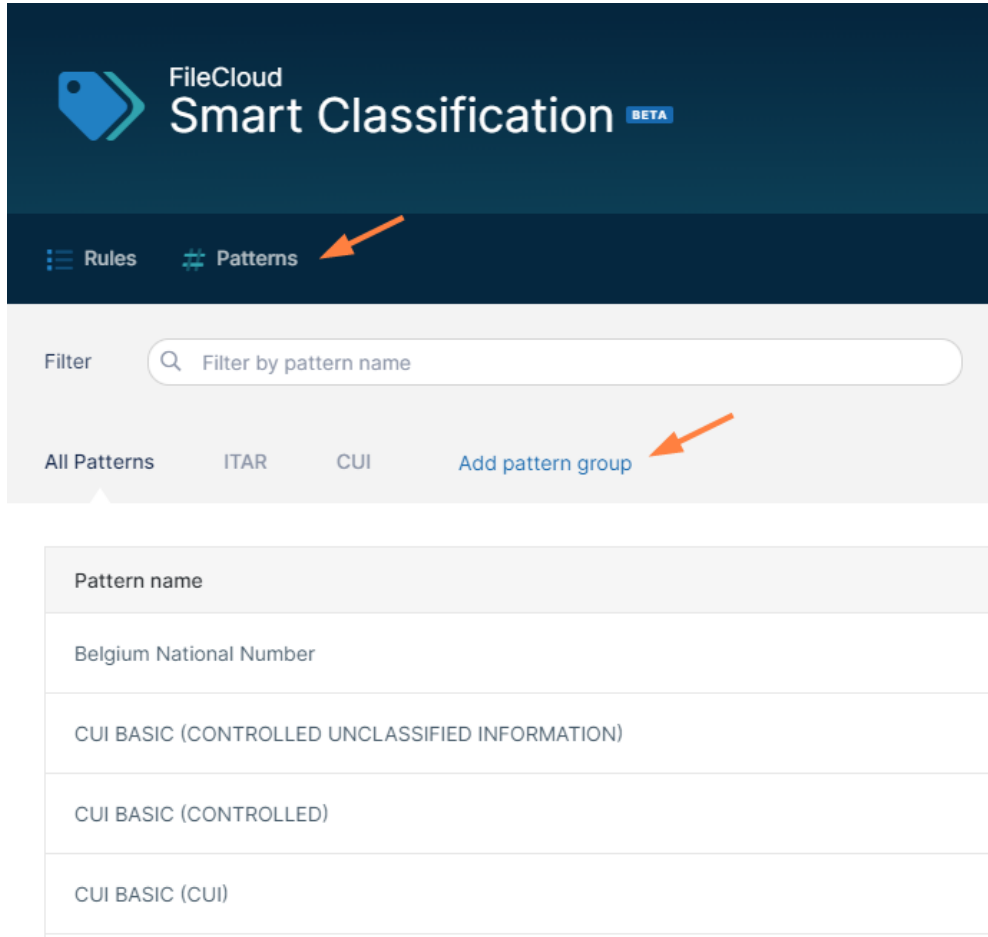 FileCloud
Smart Classification BETA
Rules Patterns
Filter Filter by pattern name
All Patterns ITAR CUI Add pattern group
Pattern name
Belgium National Number
CUI BASIC (CONTROLLED UNCLASSIFIED INFORMATION)
CUI BASIC (CONTROLLED)
CUI BASIC (CUI)